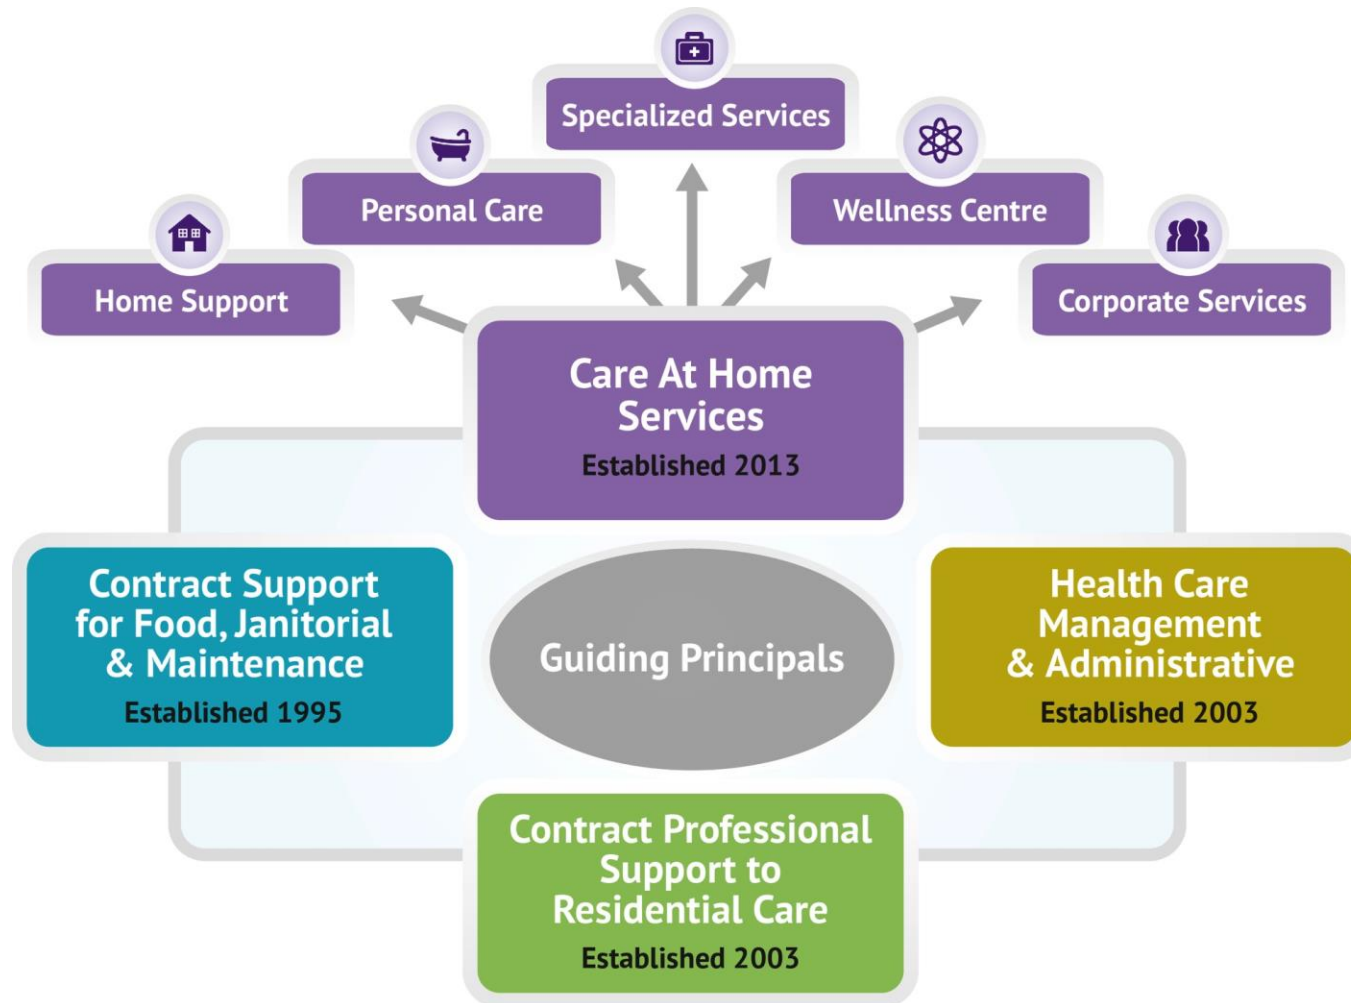 Specialized Services
Personal Care
Wellness Centre
Home Support
Corporate Services
Care At Home
Services
Established 2013
Contract Support
for Food, Janitorial
& Maintenance
Established 1995
Guiding Principals
Health Care
Management
& Administrative
Established 2003
Contract Professional
Support to
Residential Care
Established 2003